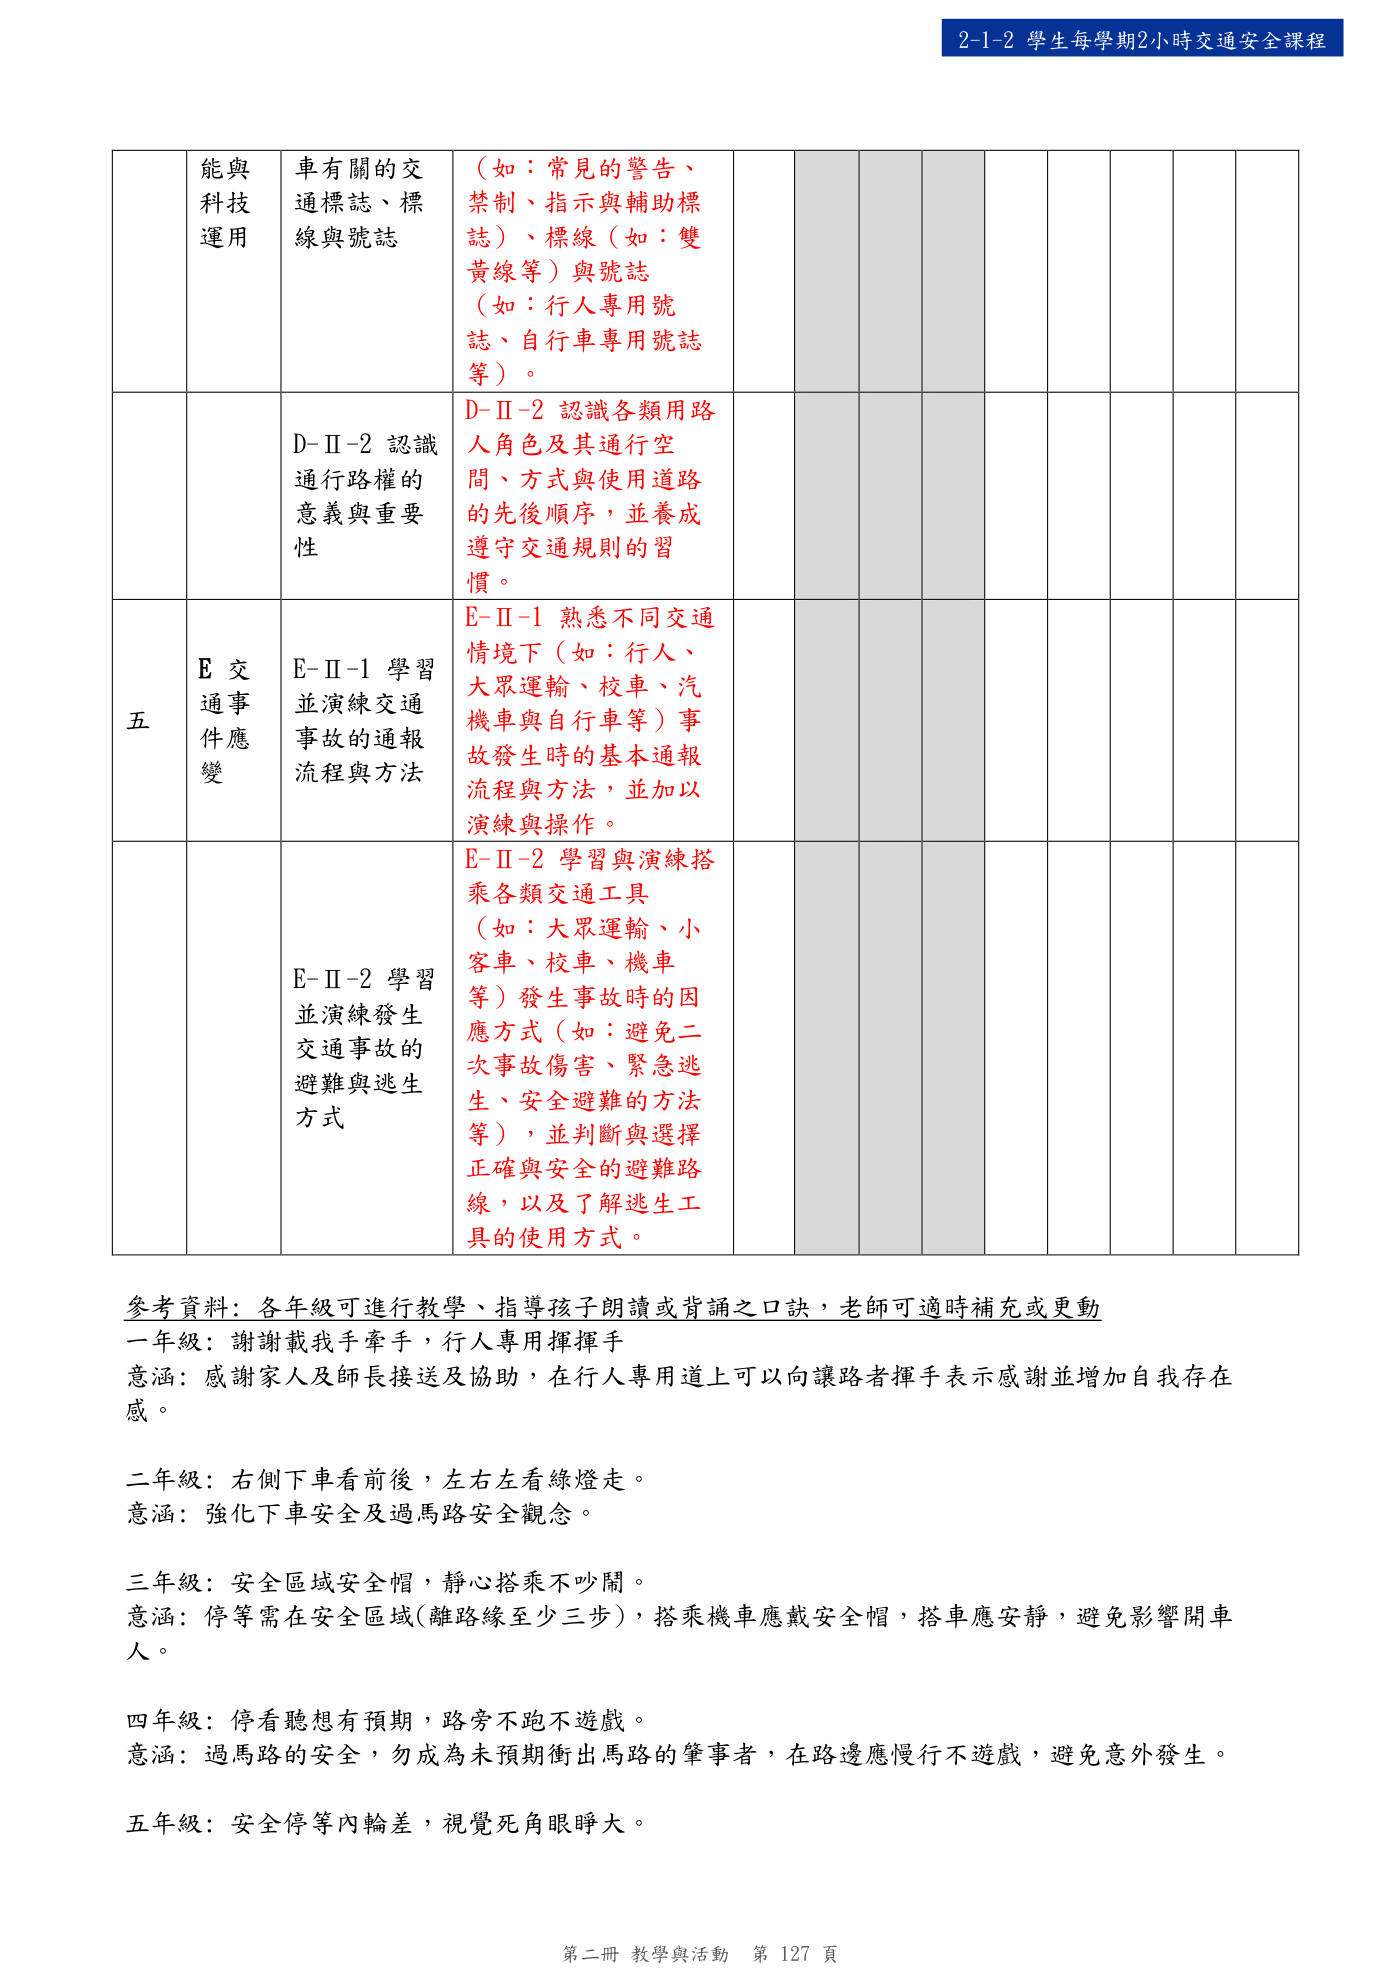 2-1-2 學生每學期2小時交通安全課程
能與
科技
運用
車有關的交
通標誌、標
線與號誌
（如：常見的警告、
禁制、指示與輔助標
誌）、標線（如：雙
黃線等）與號誌
（如：行人專用號
誌、自行車專用號誌
等）。
D-Ⅱ-2 認識
通行路權的
意義與重要
性
D-Ⅱ-2 認識各類用路
人角色及其通行空
間、方式與使用道路
的先後順序，並養成
遵守交通規則的習
慣。
五
E 交
通事
件應
變
E-Ⅱ-1 學習
並演練交通
事故的通報
流程與方法
E-Ⅱ-1 熟悉不同交通
情境下（如：行人、
大眾運輸、校車、汽
機車與自行車等）事
故發生時的基本通報
流程與方法，並加以
演練與操作。
E-Ⅱ-2 學習
並演練發生
交通事故的
避難與逃生
方式
E-Ⅱ-2 學習與演練搭
乘各類交通工具
（如：大眾運輸、小
客車、校車、機車
等）發生事故時的因
應方式（如：避免二
次事故傷害、緊急逃
生、安全避難的方法
等），並判斷與選擇
正確與安全的避難路
線，以及了解逃生工
具的使用方式。
參考資料: 各年級可進行教學、指導孩子朗讀或背誦之口訣，老師可適時補充或更動
一年級: 謝謝載我手牽手，行人專用揮揮手
意涵: 感謝家人及師長接送及協助，在行人專用道上可以向讓路者揮手表示感謝並增加自我存在
感。
二年級: 右側下車看前後，左右左看綠燈走。
意涵: 強化下車安全及過馬路安全觀念。
三年級: 安全區域安全帽，靜心搭乘不吵鬧。
意涵: 停等需在安全區域(離路緣至少三步)，搭乘機車應戴安全帽，搭車應安靜，避免影響開車
人。
四年級: 停看聽想有預期，路旁不跑不遊戲。
意涵: 過馬路的安全，勿成為未預期衝出馬路的肇事者，在路邊應慢行不遊戲，避免意外發生。
五年級: 安全停等內輪差，視覺死角眼睜大。
第二冊 教學與活動 第 127 頁